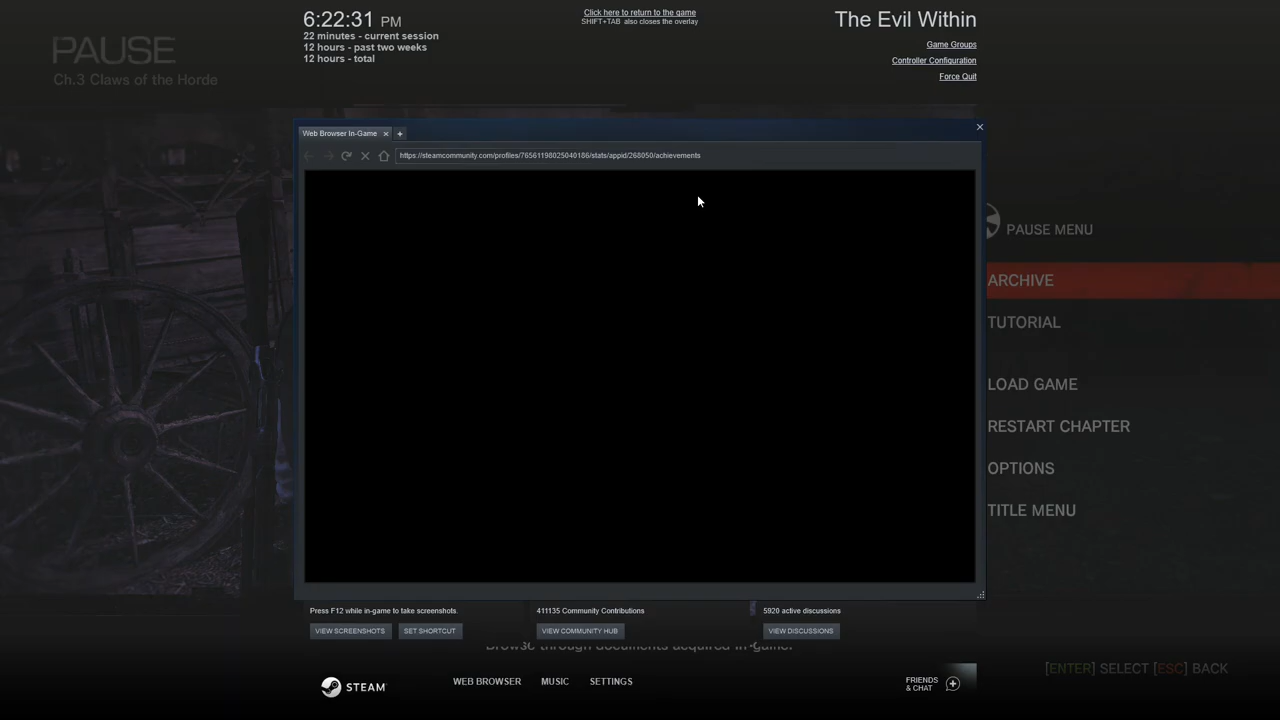 PAUSE
Ch.3 Claws of the Horde
6:22:31 PM
22 minutes - current session
12 hours - past two weeks
12 hours - total
Click here to return to the game
SHIFT+TAB also closes the overlay
The Evil Within
Game Groups
Controller Configuration
Force Quit
Web Browser In-Game
https://steamcommunity.com/profiles/76561198025040186/stats/appid/268050/achievements
PAUSE MENU
ARCHIVE
TUTORIAL
LOAD GAME
RESTART CHAPTER
OPTIONS
TITLE MENU
Press F12 while in-game to take screenshots.
411135 Community Contributions
5920 active discussions
VIEW SCREENSHOTS
SET SHORTCUT
VIEW COMMUNITY HUB
VIEW DISCUSSIONS
Browse through documents acquired in-game.
[ENTER] SELECT [ESC] BACK
STEAM
WEB BROWSER
MUSIC
SETTINGS
FRIENDS
& CHAT